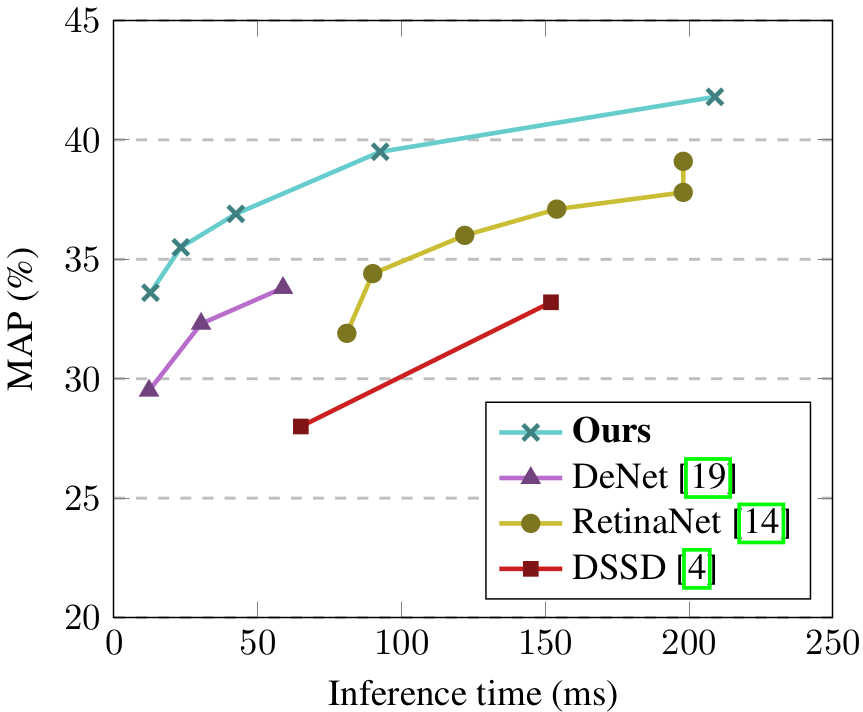 45
40
35
30
25
20
MAP (%)
0 50 100 150 200 250
Inference time (ms)
Ours
DeNet [19]
RetinaNet [14]
DSSD [4]